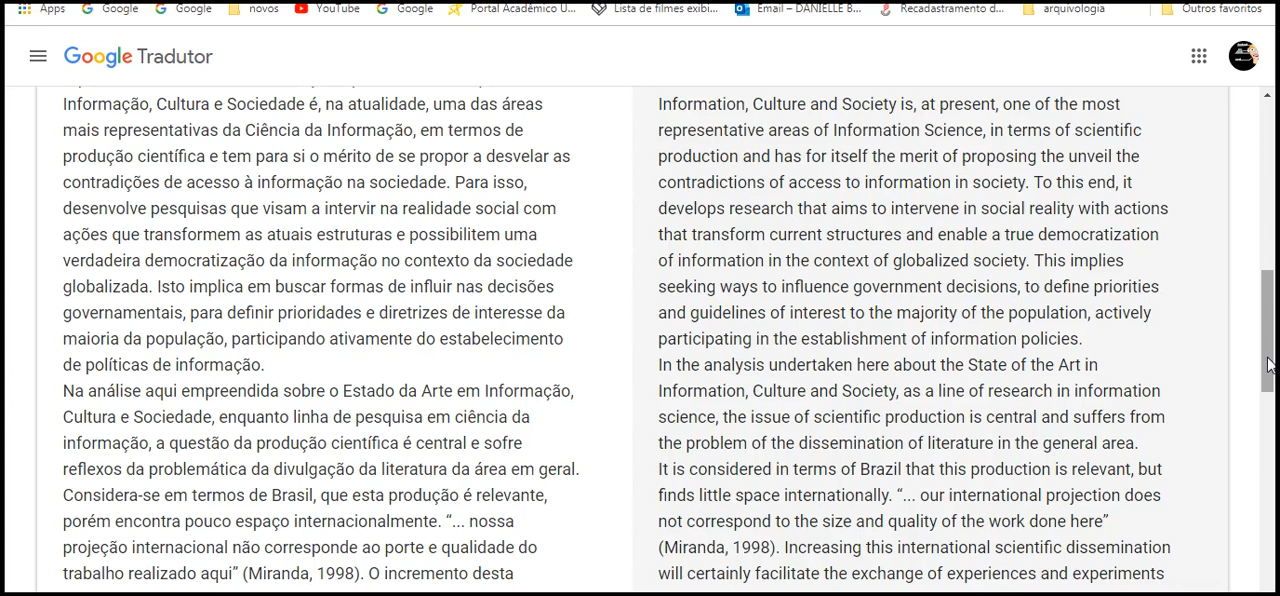 Apps Google Google novos YouTube Google Portal Acadêmico U... Lista de filmes exibi... Email – DANIELLE B... Recadastramento d... arquivologia Outros favoritos
Google Tradutor
Informação, Cultura e Sociedade é, na atualidade, uma das áreas
mais representativas da Ciência da Informação, em termos de
produção científica e tem para si o mérito de se propor a desvelar as
contradições de acesso à informação na sociedade. Para isso,
desenvolve pesquisas que visam a intervir na realidade social com
ações que transformem as atuais estruturas e possibilitem uma
verdadeira democratização da informação no contexto da sociedade
globalizada. Isto implica em buscar formas de influir nas decisões
governamentais, para definir prioridades e diretrizes de interesse da
maioria da população, participando ativamente do estabelecimento
de políticas de informação.
Na análise aqui empreendida sobre o Estado da Arte em Informação,
Cultura e Sociedade, enquanto linha de pesquisa em ciência da
informação, a questão da produção científica é central e sofre
reflexos da problemática da divulgação da literatura da área em geral.
Considera-se em termos de Brasil, que esta produção é relevante,
porém encontra pouco espaço internacionalmente. “... nossa
projeção internacional não corresponde ao porte e qualidade do
trabalho realizado aqui” (Miranda, 1998). O incremento desta
Information, Culture and Society is, at present, one of the most
representative areas of Information Science, in terms of scientific
production and has for itself the merit of proposing the unveil the
contradictions of access to information in society. To this end, it
develops research that aims to intervene in social reality with actions
that transform current structures and enable a true democratization
of information in the context of globalized society. This implies
seeking ways to influence government decisions, to define priorities
and guidelines of interest to the majority of the population, actively
participating in the establishment of information policies.
In the analysis undertaken here about the State of the Art in
Information, Culture and Society, as a line of research in information
science, the issue of scientific production is central and suffers from
the problem of the dissemination of literature in the general area.
It is considered in terms of Brazil that this production is relevant, but
finds little space internationally. “... our international projection does
not correspond to the size and quality of the work done here”
(Miranda, 1998). Increasing this international scientific dissemination
will certainly facilitate the exchange of experiences and experiments